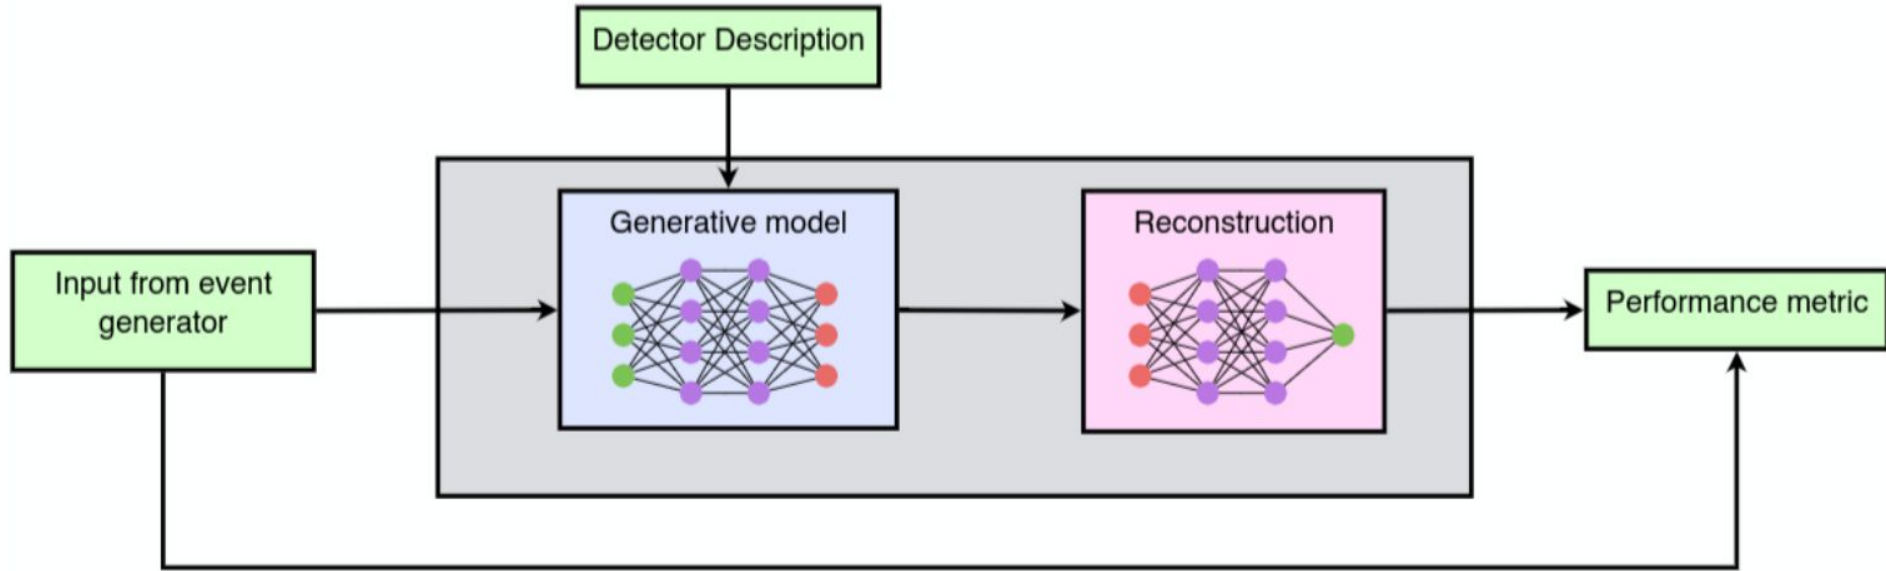 Detector Description
Generative model
Reconstruction
Input from event
generator
Performance metric